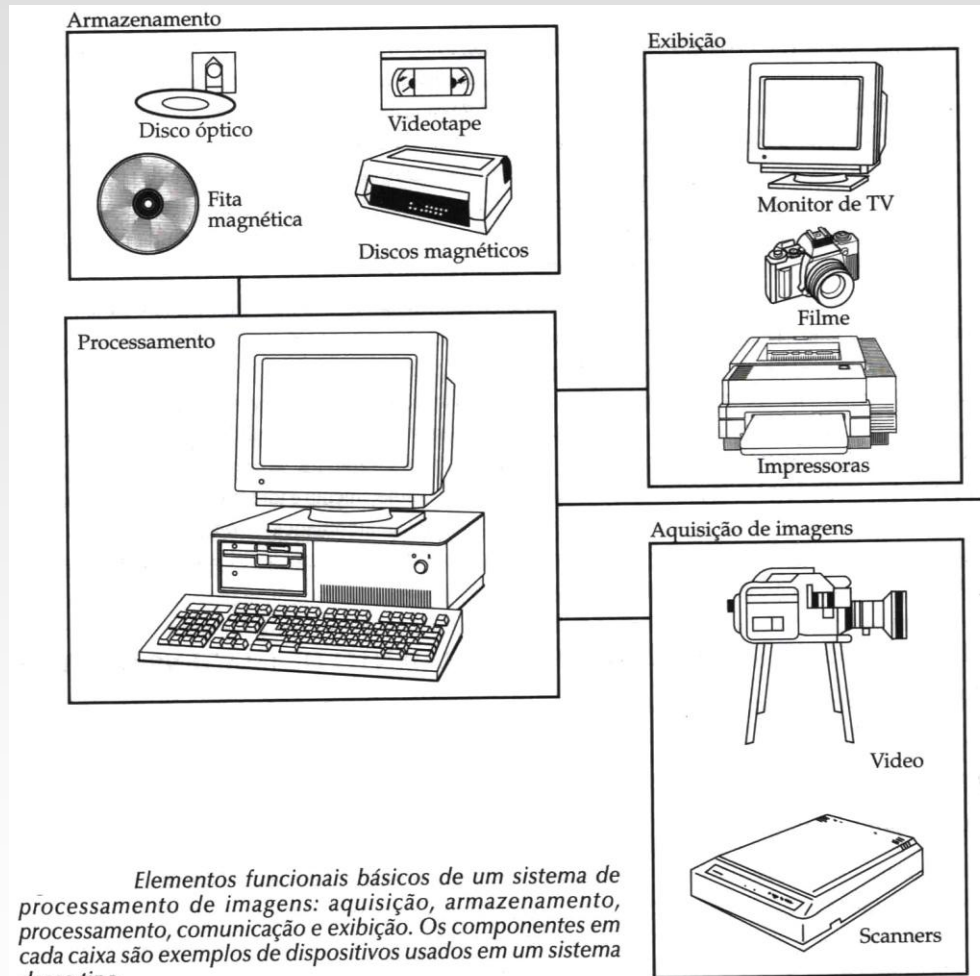 Armazenamento
Disco óptico
Videotape
Fita
magnética
Discos magnéticos
Exibição
Monitor de TV
Filme
Impressoras
Processamento
Aquisição de imagens
Video
Scanners
Elementos funcionais básicos de um sistema de
processamento de imagens: aquisição, armazenamento,
processamento, comunicação e exibição. Os componentes em
cada caixa são exemplos de dispositivos usados em um sistema